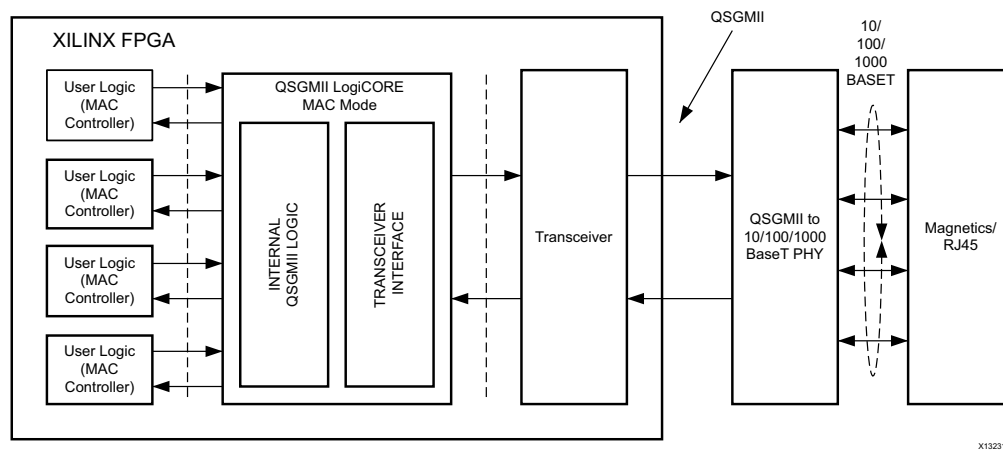 XILINX FPGA
QSGMII
10/
100/
1000
BASET
User Logic
(MAC
Controller)
User Logic
(MAC
Controller)
User Logic
(MAC
Controller)
User Logic
(MAC
Controller)
QSGMII LogiCORE
MAC Mode
INTERNAL
QSGMII LOGIC
TRANSCEIVER
INTERFACE
Transceiver
QSGMII to
10/100/1000
BaseT PHY
Magnetics/
RJ45
X13231